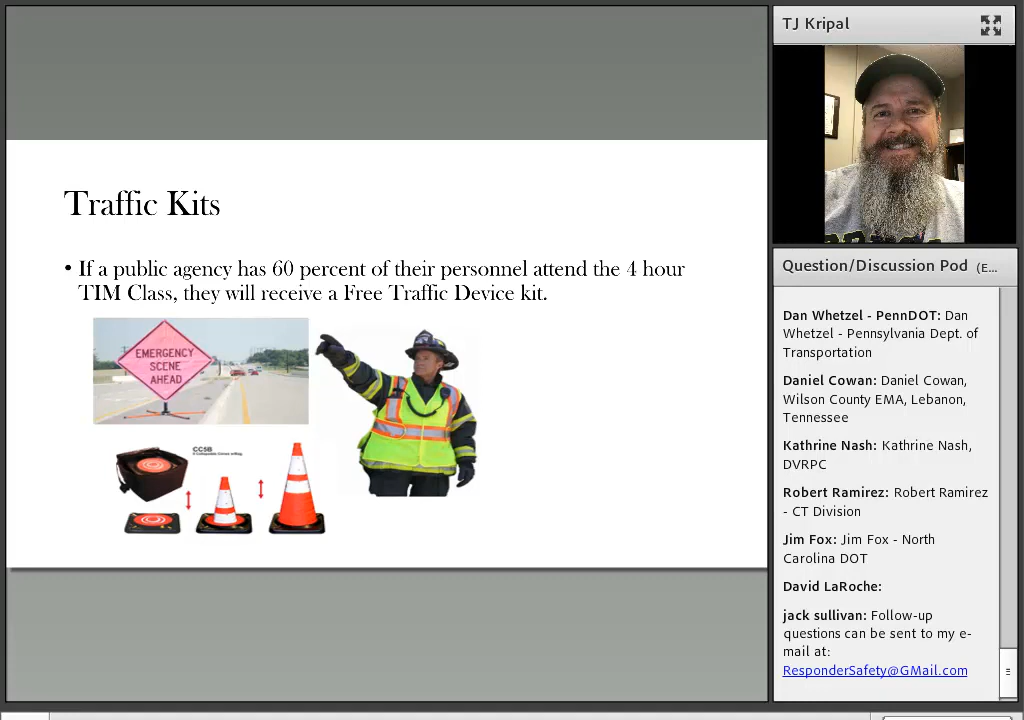 TJ Kripal
Traffic Kits
• If a public agency has 60 percent of their personnel attend the 4 hour
TIM Class, they will receive a Free Traffic Device kit.
EMERGENCY
SCENE
AHEAD
CC5B
Question/Discussion Pod (E...
Dan Whetzel - PennDOT: Dan
Whetzel - Pennsylvania Dept. of
Transportation
Daniel Cowan: Daniel Cowan,
Wilson County EMA, Lebanon,
Tennessee
Kathrine Nash: Kathrine Nash,
DVRPC
Robert Ramirez: Robert Ramirez
- CT Division
Jim Fox: Jim Fox - North
Carolina DOT
David LaRoche:
jack sullivan: Follow-up
questions can be sent to my e-
mail at:
ResponderSafety@GMail.com